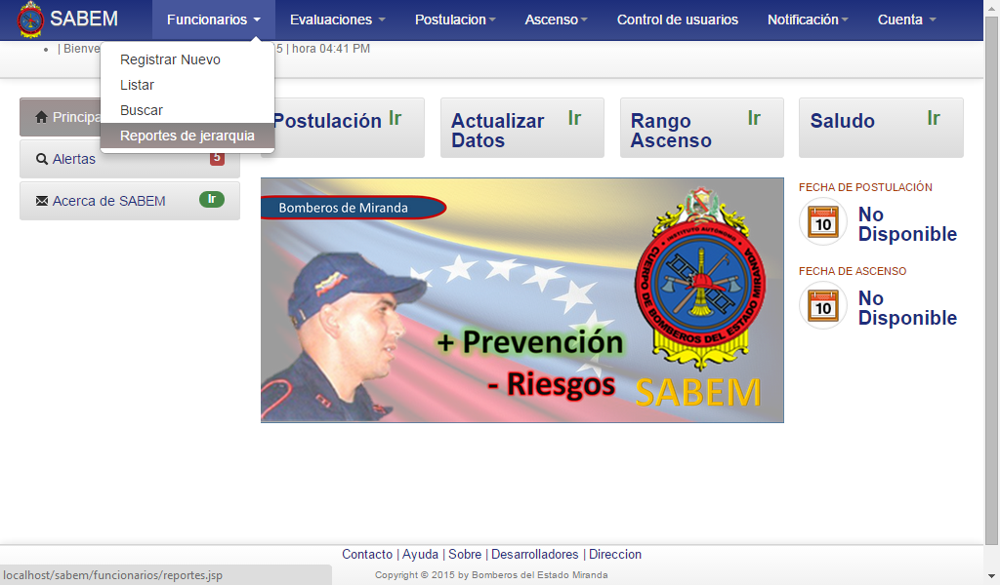 SABEM
Funcionarios
Evaluaciones
Postulacion
Ascenso
Control de usuarios
Notificación
Cuenta
| Bienve
5 | hora 04:41 PM
Registrar Nuevo
Listar
Buscar
Reportes de jerarquia
Principa
Alertas 5
Acerca de SABEM Ir
Postulación Ir
Actualizar Datos Ir
Rango Ascenso Ir
Saludo Ir
Bomberos de Miranda
+ Prevención
- Riesgos
INSTITUTO AUTONOMO
CUERPO DE BOMBEROS DEL ESTADO MIRANDA
SABEM
FECHA DE POSTULACIÓN
10
No Disponible
FECHA DE ASCENSO
10
No Disponible
Contacto | Ayuda | Sobre | Desarrolladores | Direccion
Copyright © 2015 by Bomberos del Estado Miranda
localhost/sabem/funcionarios/reportes.jsp